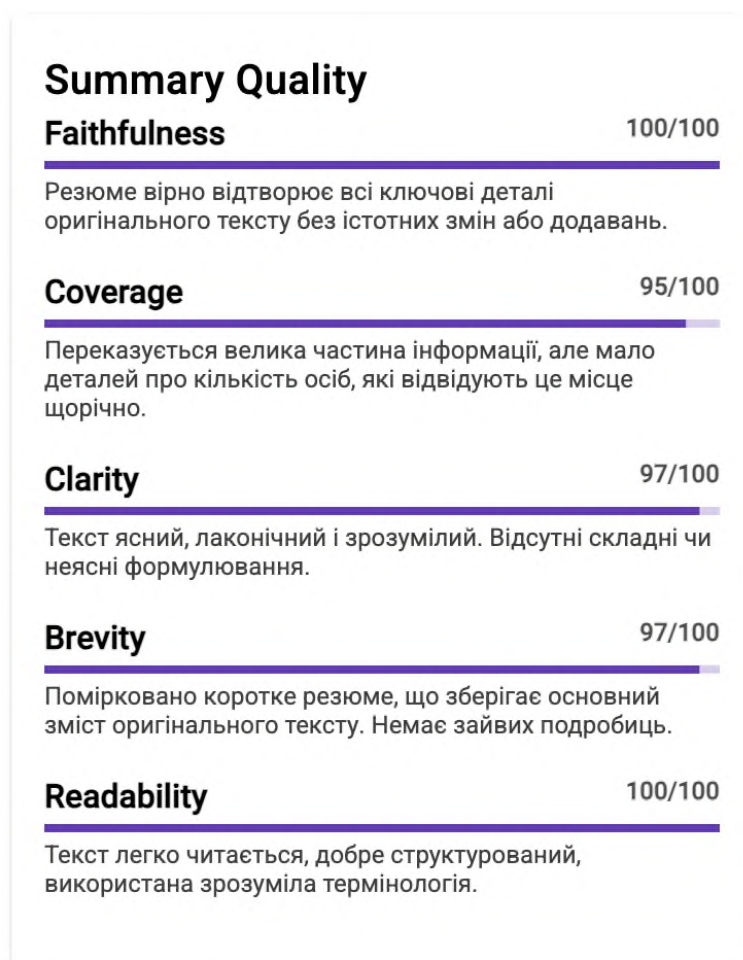 Summary Quality
Faithfulness
100/100
Резюме вірно відтворює всі ключові деталі
оригінального тексту без істотних змін або додавань.
Coverage
95/100
Переказується велика частина інформації, але мало
деталей про кількість осіб, які відвідують це місце
щорічно.
Clarity
97/100
Текст ясний, лаконічний і зрозумілий. Відсутні складні чи
неясні формулювання.
Brevity
97/100
Помірковано коротке резюме, що зберігає основний
зміст оригінального тексту. Немає зайвих подробиць.
Readability
100/100
Текст легко читається, добре структурований,
використана зрозуміла термінологія.